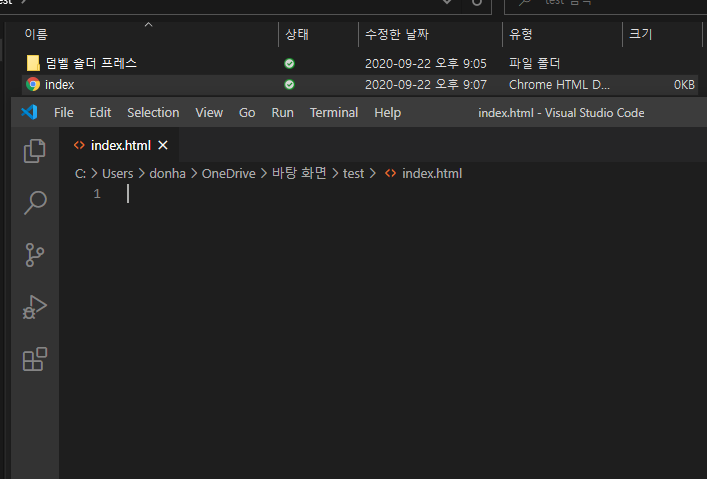 이름 상태 수정한 날짜 유형 크기
덤벨 숄더 프레스 2020-09-22 오후 9:05 파일 폴더
index 2020-09-22 오후 9:07 Chrome HTML D... 0KB
File Edit Selection View Go Run Terminal Help index.html - Visual Studio Code
index.html
C: > Users > donha > OneDrive > 바탕 화면 > test > index.html
1